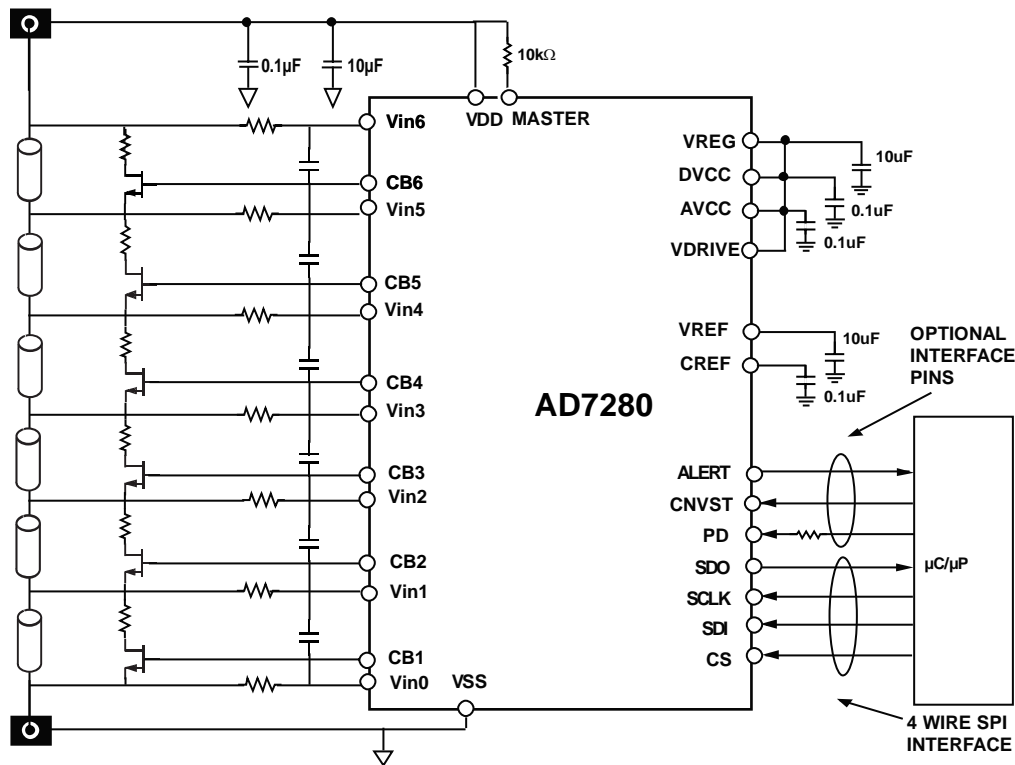 0.1µF
10µF
10kΩ
VDD MASTER
Vin6
CB6
Vin5
CB5
Vin4
CB4
Vin3
CB3
Vin2
CB2
Vin1
CB1
Vin0
VSS
AD7280
VREG
DVCC
AVCC
VDRIVE
10uF
0.1uF
0.1uF
VREF
CREF
10uF
0.1uF
OPTIONAL
INTERFACE
PINS
ALERT
CNVST
PD
SDO
SCLK
SDI
CS
µC/µP
4 WIRE SPI
INTERFACE